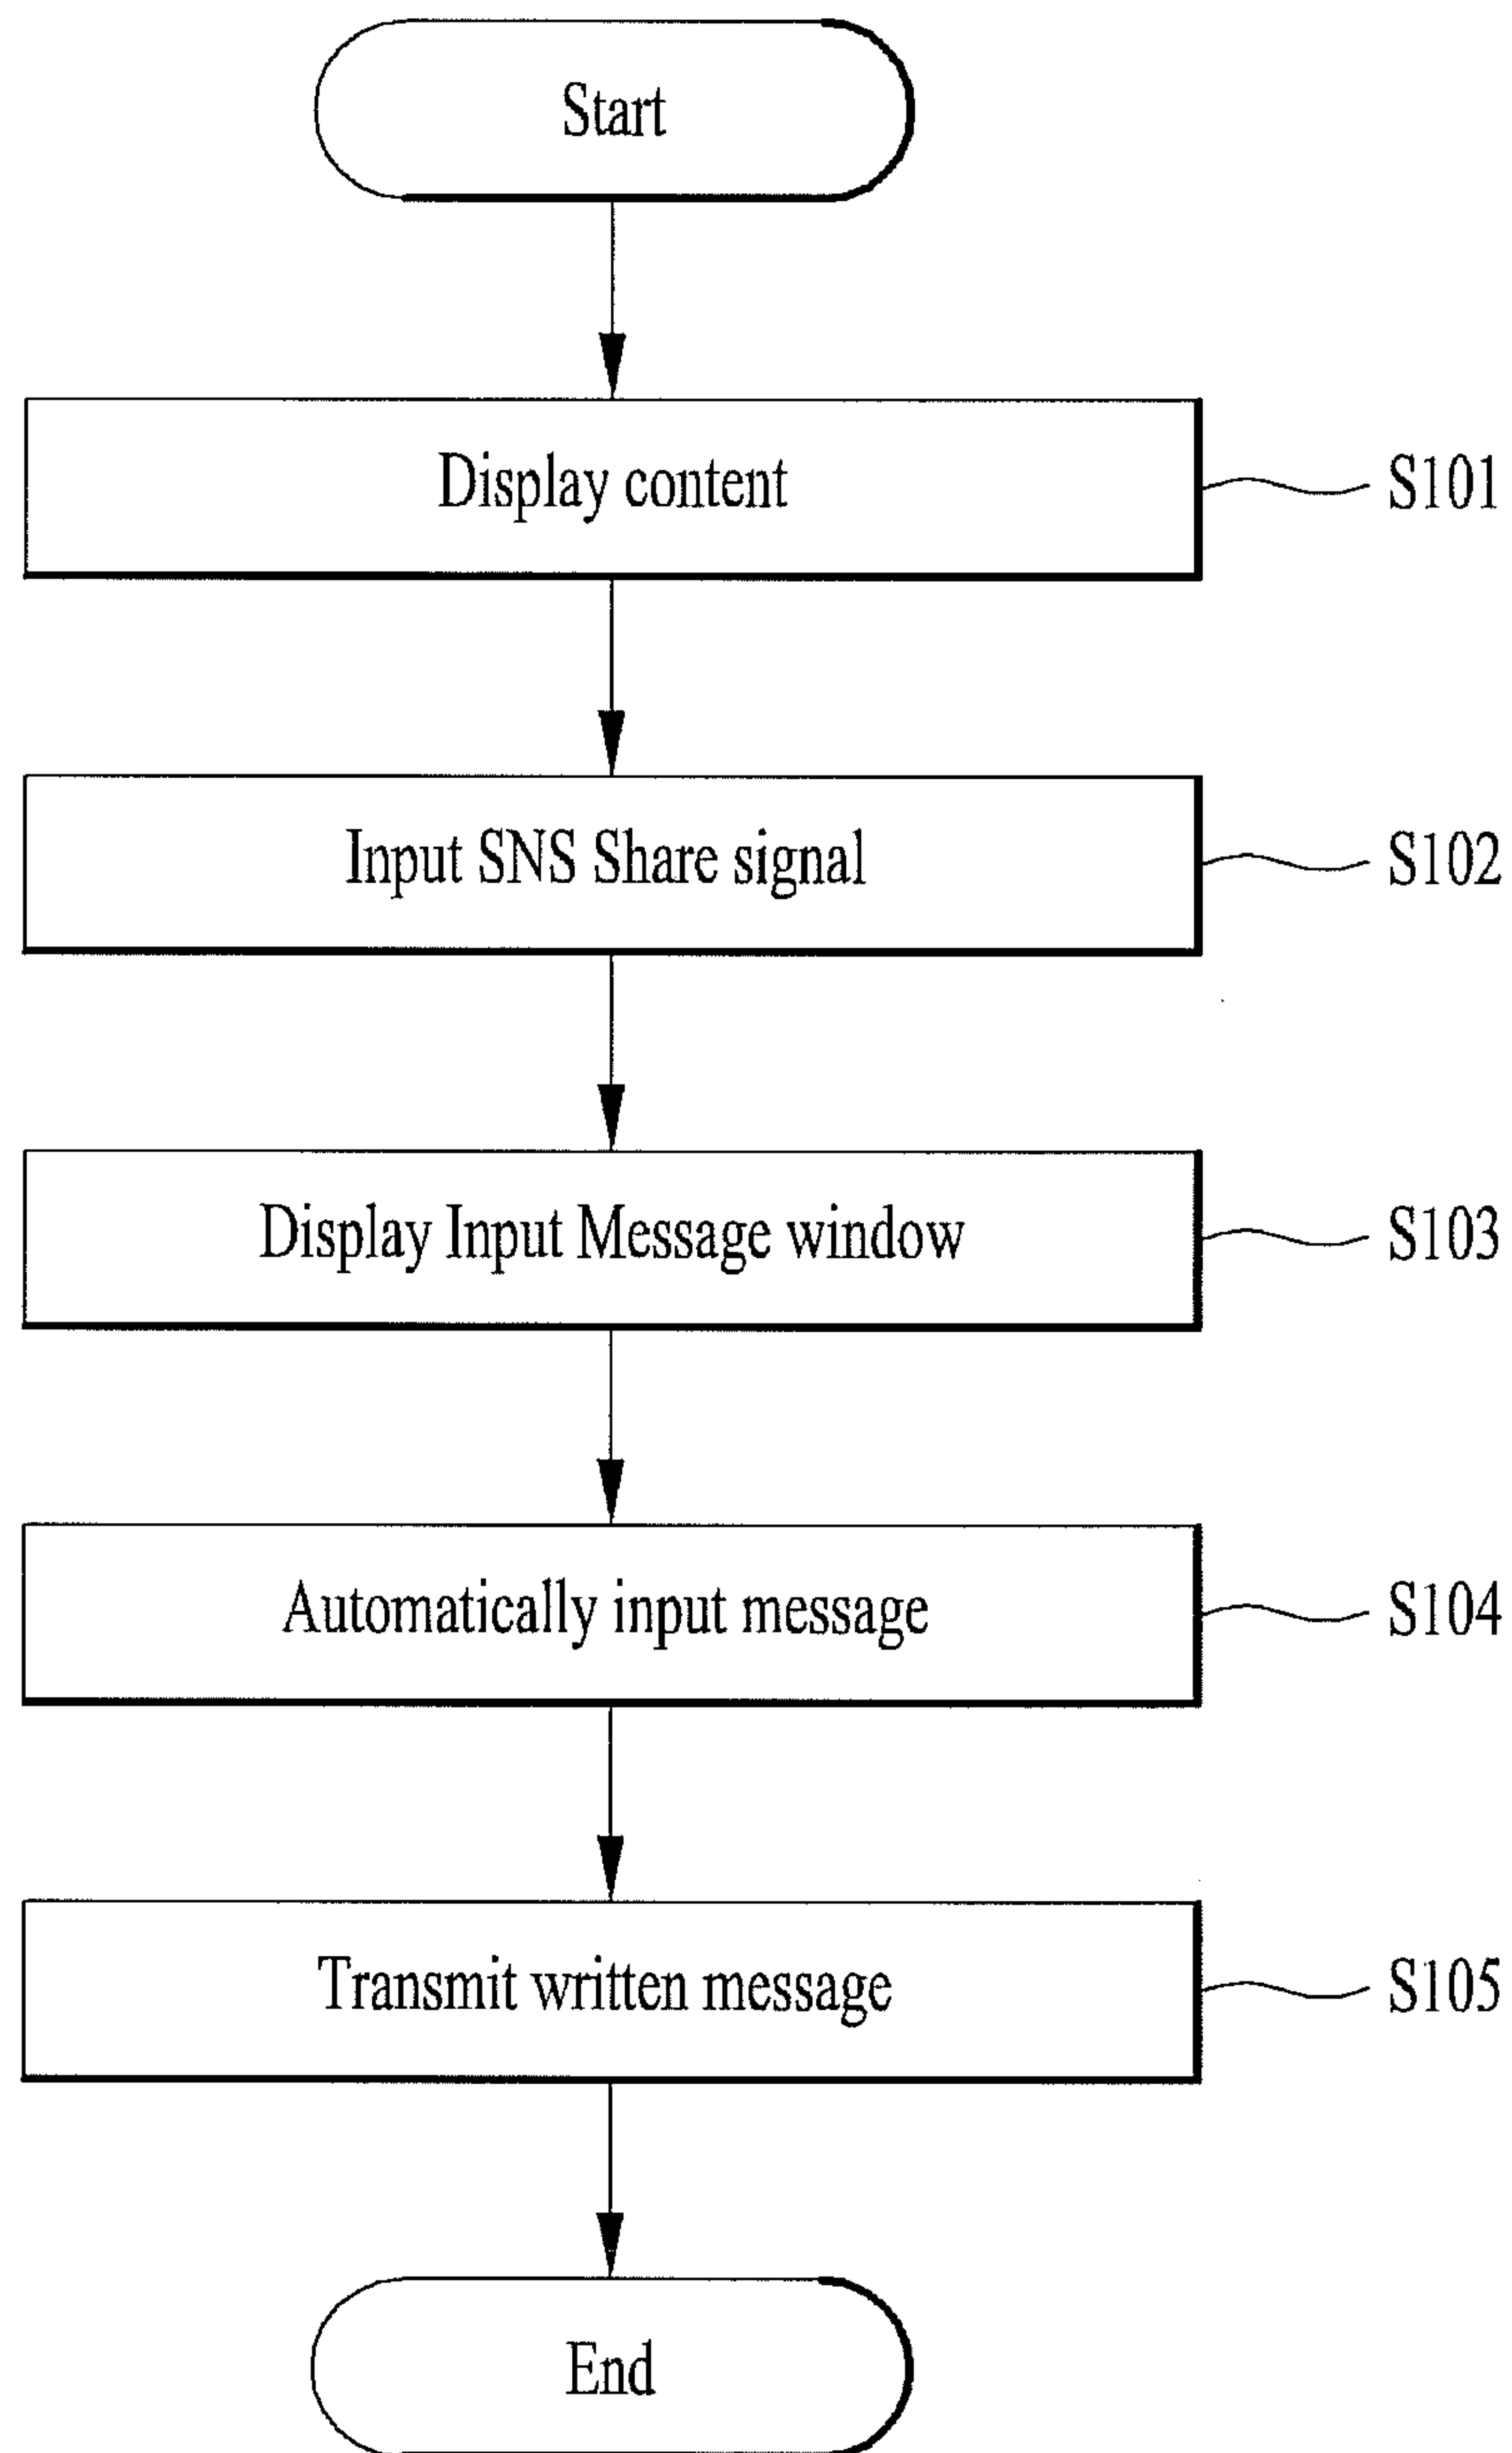 Start
Display content
S101
Input SNS Share signal
S102
Display Input Message window
S103
Automatically input message
S104
Transmit written message
S105
End